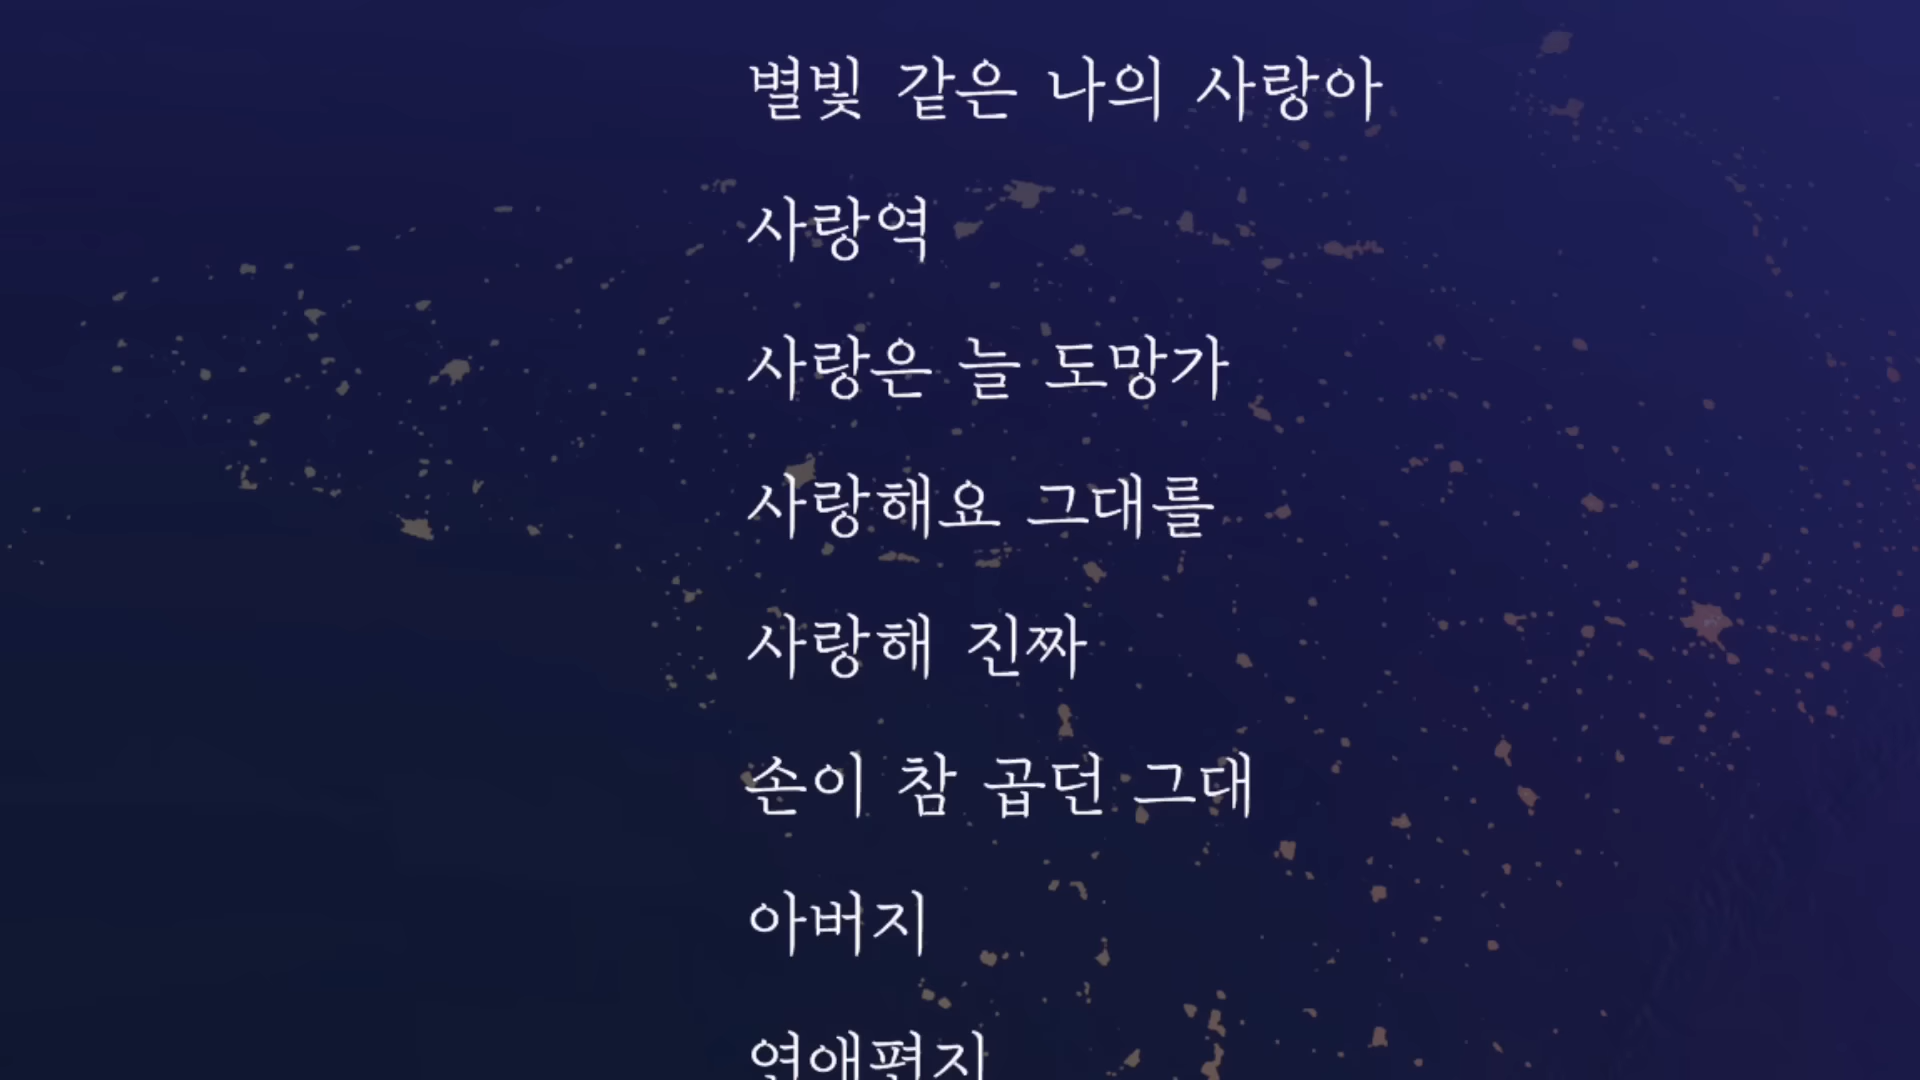 별빛 같은 나의 사랑아
사랑역
사랑은 늘 도망가
사랑해요 그대를
사랑해 진짜
손이 참 곱던 그대
아버지
연애편지